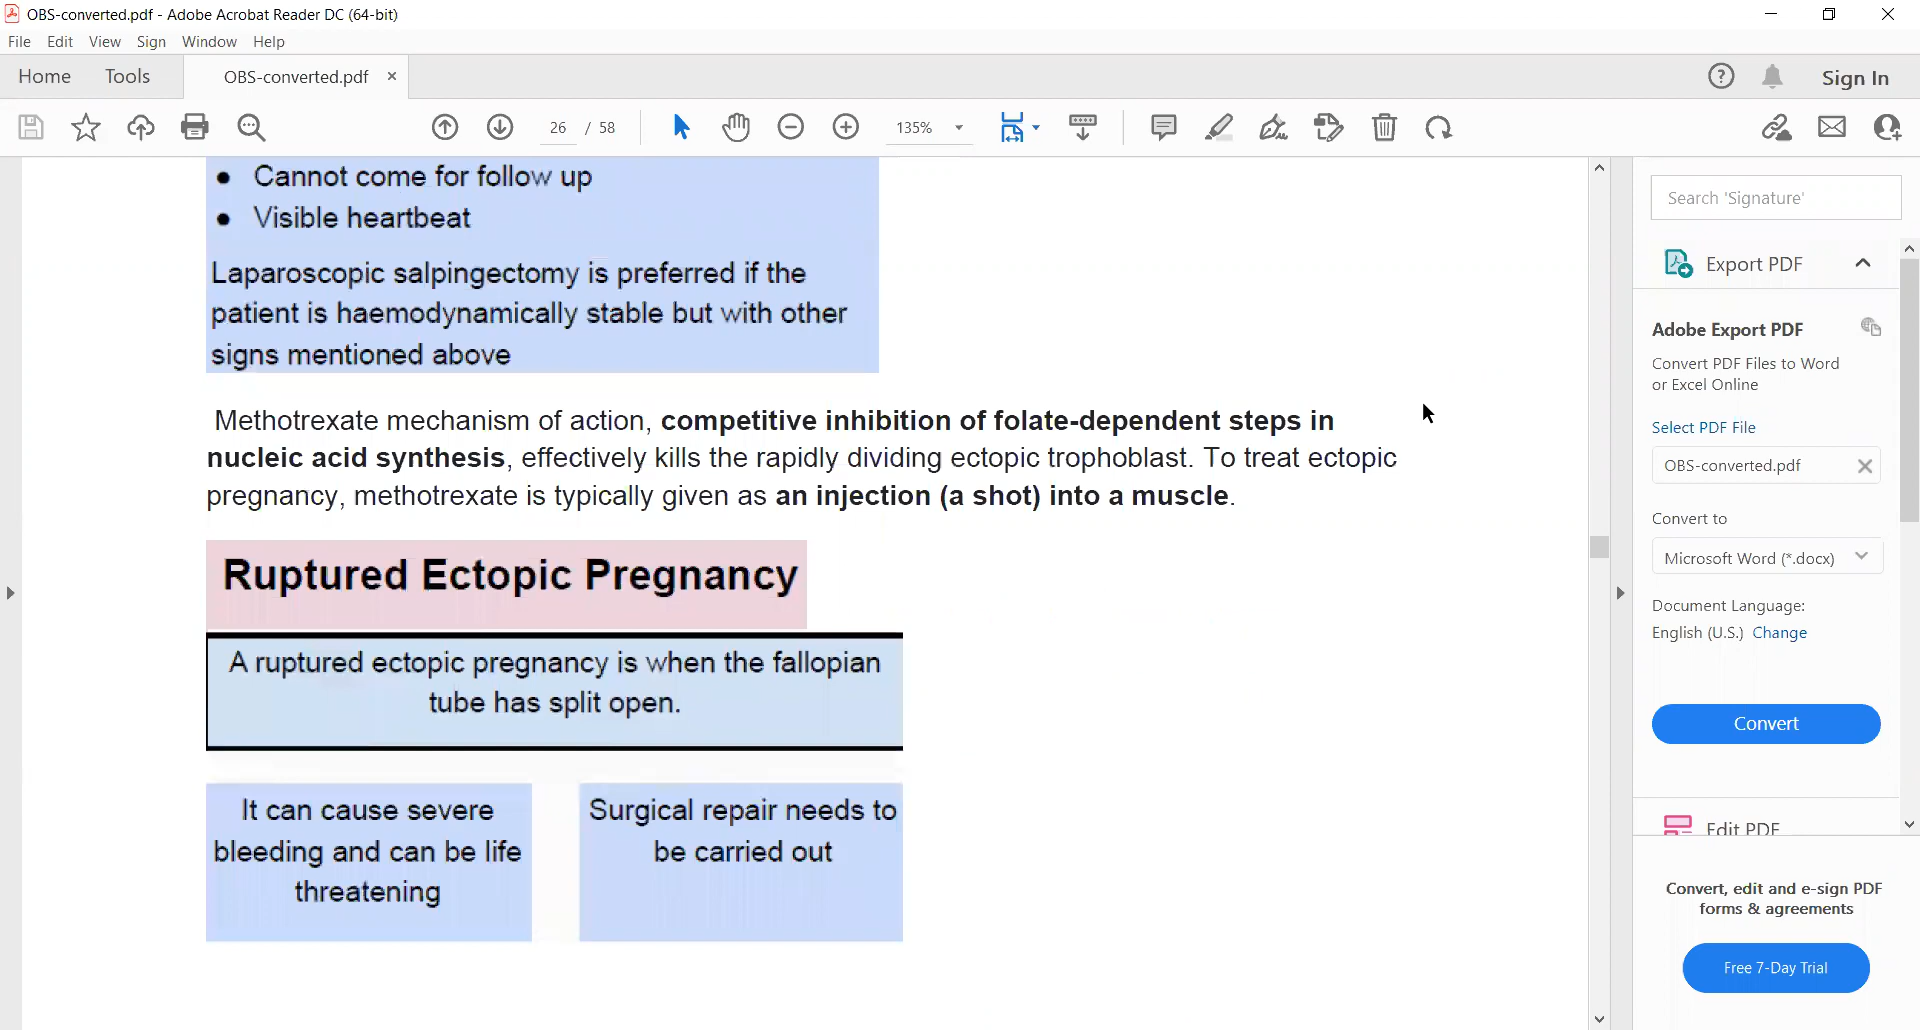 OBS-converted.pdf - Adobe Acrobat Reader DC (64-bit)
File Edit View Sign Window Help
Home Tools OBS-converted.pdf × Sign In
26 / 58 135%
• Cannot come for follow up
• Visible heartbeat
Laparoscopic salpingectomy is preferred if the
patient is haemodynamically stable but with other
signs mentioned above
Methotrexate mechanism of action, competitive inhibition of folate-dependent steps in
nucleic acid synthesis, effectively kills the rapidly dividing ectopic trophoblast. To treat ectopic
pregnancy, methotrexate is typically given as an injection (a shot) into a muscle.
Ruptured Ectopic Pregnancy
A ruptured ectopic pregnancy is when the fallopian
tube has split open.
It can cause severe
bleeding and can be life
threatening
Surgical repair needs to
be carried out
Search 'Signature'
Export PDF
Adobe Export PDF
Convert PDF Files to Word
or Excel Online
Select PDF File
OBS-converted.pdf
Convert to
Microsoft Word (*.docx)
Document Language:
English (U.S.) Change
Convert
Edit PDF
Convert, edit and e-sign PDF
forms & agreements
Free 7-Day Trial